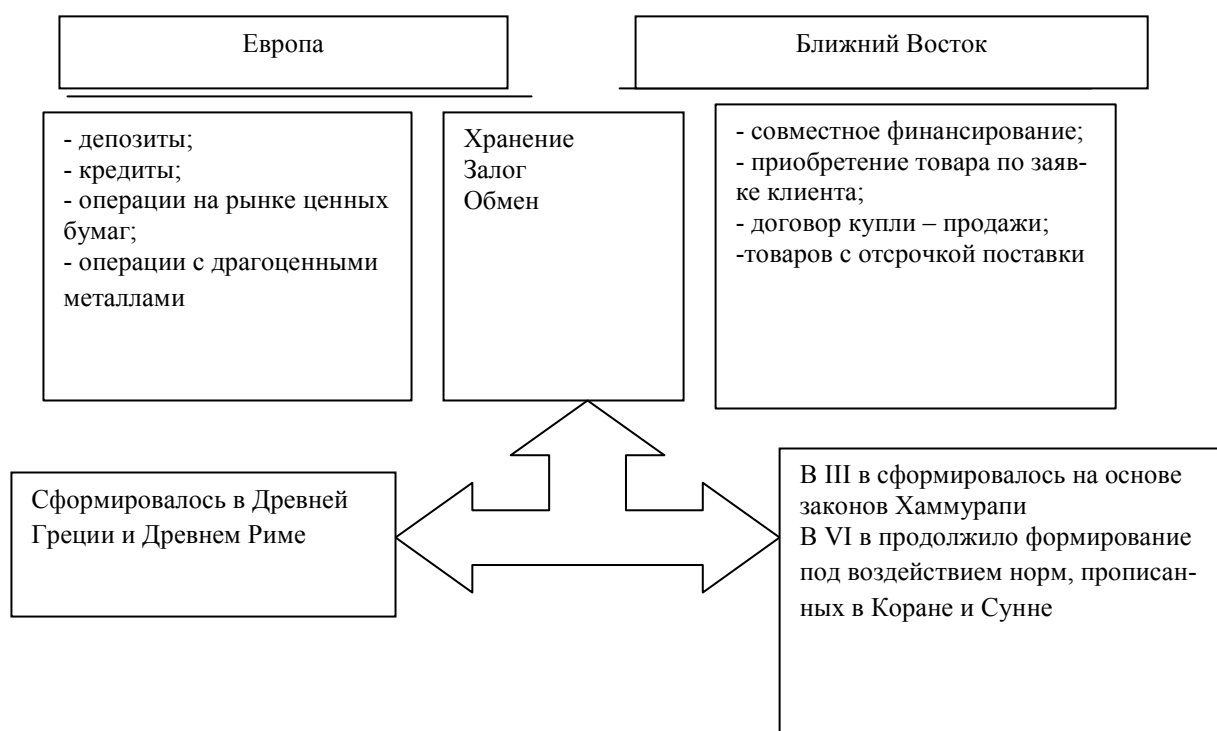 Европа
Ближний Восток
- депозиты;
- кредиты;
- операции на рынке ценных
бумаг;
- операции с драгоценными
металлами
Хранение
Залог
Обмен
- совместное финансирование;
- приобретение товара по заяв-
ке клиента;
- договор купли – продажи;
-товаров с отсрочкой поставки
Сформировалось в Древней
Греции и Древнем Риме
В III в сформировалось на основе
законов Хаммурапи
В VI в продолжило формирование
под воздействием норм, прописан-
ных в Коране и Сунне